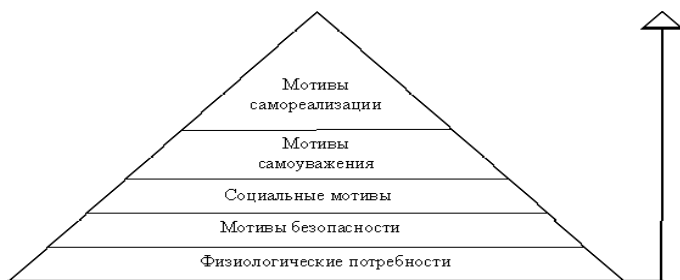 Мотивы
самореализации
Мотивы
самоуважения
Социальные мотивы
Мотивы безопасности
Физиологические потребности